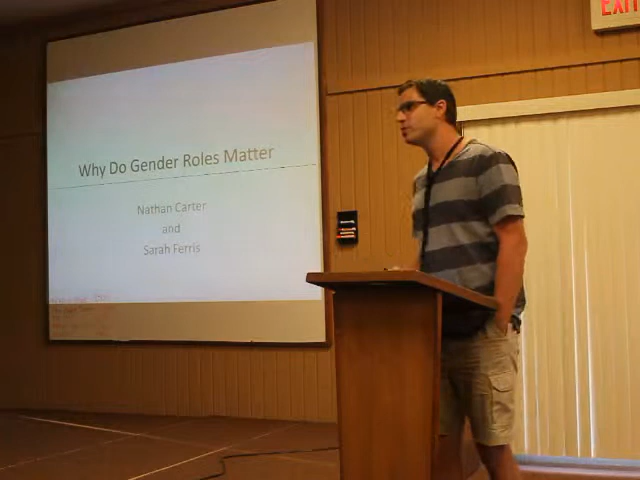 Why Do Gender Roles Matter
Nathan Carter
and
Sarah Ferris
EXIT